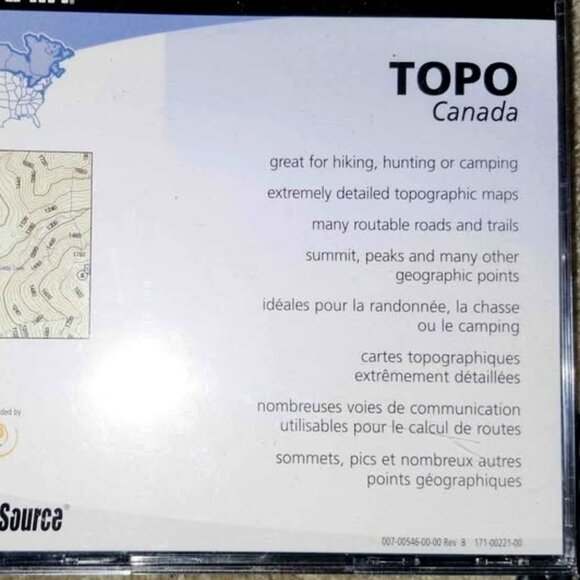 TOPO
Canada
great for hiking, hunting or camping
extremely detailed topographic maps
many routable roads and trails
summit, peaks and many other
geographic points
idéales pour la randonnée, la chasse
ou le camping
cartes topographiques
extrêmement détaillées
nombreuses voies de communication
utilisables pour le calcul de routes
sommets, pics et nombreux autres
points géographiques
ded by
Source®
007-00546-00-00 Rev B 171-00221-00